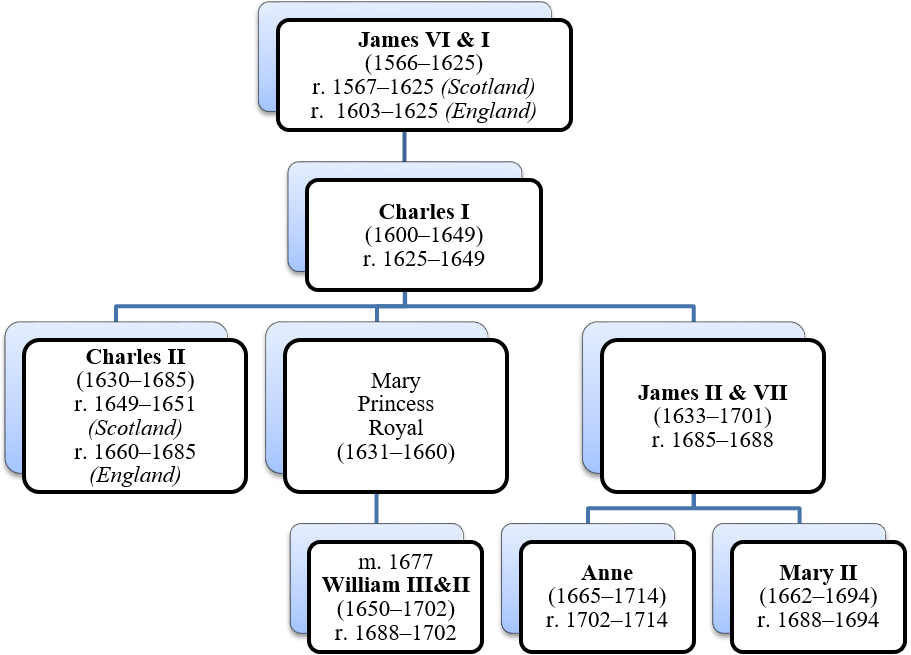 James VI & I
(1566–1625)
r. 1567–1625 (Scotland)
r. 1603–1625 (England)
Charles I
(1600–1649)
r. 1625–1649
Charles II
(1630–1685)
r. 1649–1651
(Scotland)
r. 1660–1685
(England)
Mary
Princess
Royal
(1631–1660)
James II & VII
(1633–1701)
r. 1685–1688
m. 1677
William III&II
(1650–1702)
r. 1688–1702
Anne
(1665–1714)
r. 1702–1714
Mary II
(1662–1694)
r. 1688–1694